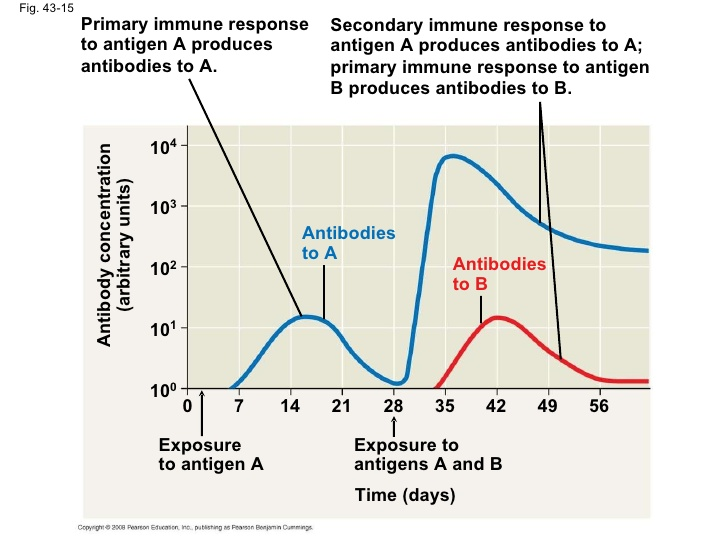 Fig. 43-15
Primary immune response
to antigen A produces
antibodies to A.
Secondary immune response to
antigen A produces antibodies to A;
primary immune response to antigen
B produces antibodies to B.
Antibody concentration
(arbitrary units)
10⁴
10³
10²
10¹
10⁰
Antibodies
to A
Antibodies
to B
0 7 14 21 28 35 42 49 56
Exposure
to antigen A
Exposure to
antigens A and B
Time (days)
Copyright © 2008 Pearson Education, Inc., publishing as Pearson Benjamin Cummings.